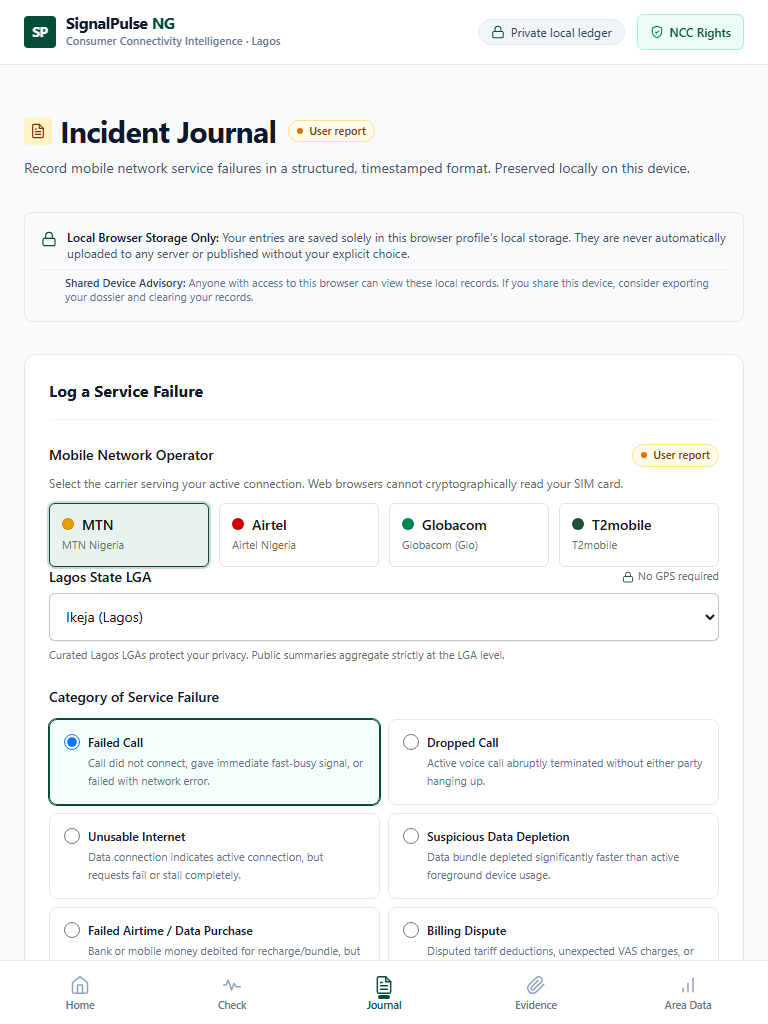 SP
SignalPulse NG
Consumer Connectivity Intelligence · Lagos
Private local ledger
NCC Rights
Incident Journal
User report
Record mobile network service failures in a structured, timestamped format. Preserved locally on this device.
Local Browser Storage Only: Your entries are saved solely in this browser profile's local storage. They are never automatically
uploaded to any server or published without your explicit choice.
Shared Device Advisory: Anyone with access to this browser can view these local records. If you share this device, consider exporting
your dossier and clearing your records.
Log a Service Failure
Mobile Network Operator
User report
Select the carrier serving your active connection. Web browsers cannot cryptographically read your SIM card.
MTN
MTN Nigeria
Airtel
Airtel Nigeria
Globacom
Globacom (Glo)
T2mobile
T2mobile
Lagos State LGA
No GPS required
Ikeja (Lagos)
Curated Lagos LGAs protect your privacy. Public summaries aggregate strictly at the LGA level.
Category of Service Failure
Failed Call
Call did not connect, gave immediate fast-busy signal, or
failed with network error.
Dropped Call
Active voice call abruptly terminated without either party
hanging up.
Unusable Internet
Data connection indicates active connection, but
requests fail or stall completely.
Suspicious Data Depletion
Data bundle depleted significantly faster than active
foreground device usage.
Failed Airtime / Data Purchase
Bank or mobile money debited for recharge/bundle, but
Billing Dispute
Disputed tariff deductions, unexpected VAS charges, or
Home
Check
Journal
Evidence
Area Data